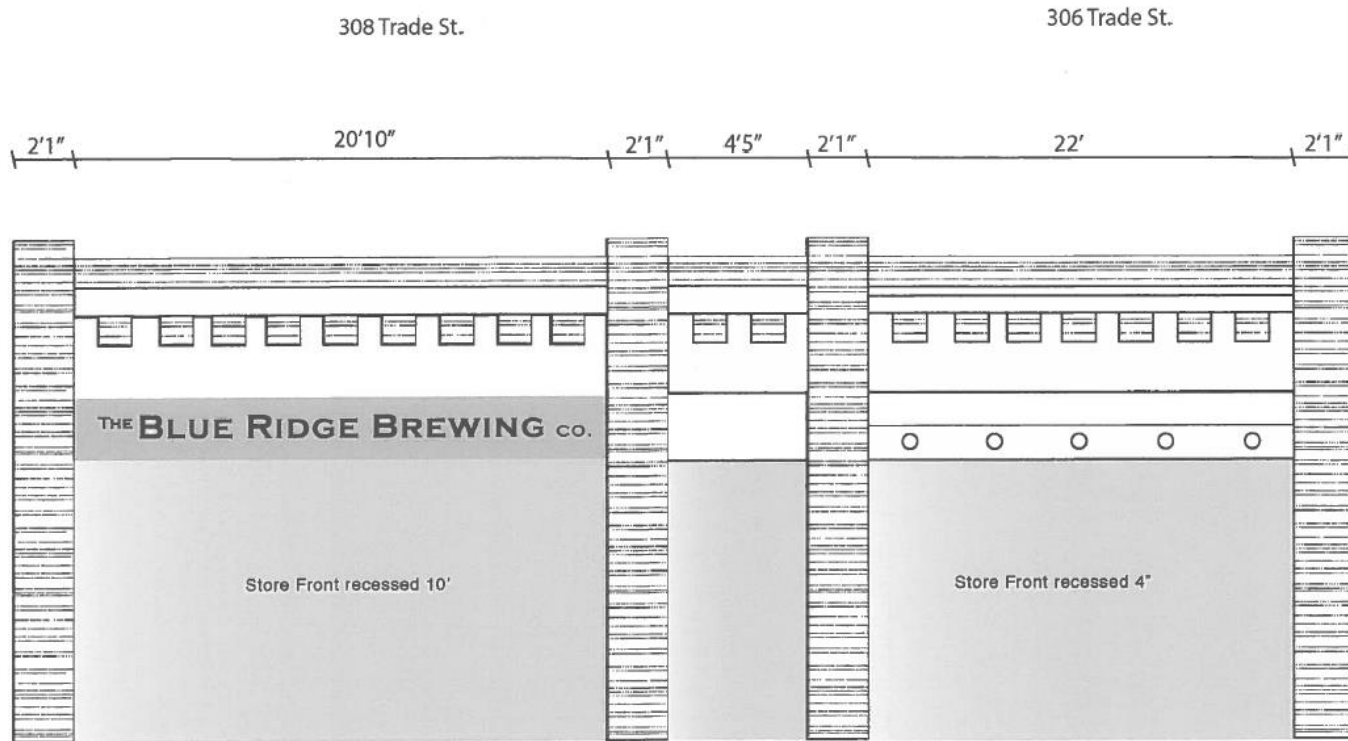 308 Trade St.
306 Trade St.
2'1" 20'10" 2'1" 4'5" 2'1" 22' 2'1"
THE BLUE RIDGE BREWING CO.
Store Front recessed 10'
Store Front recessed 4"